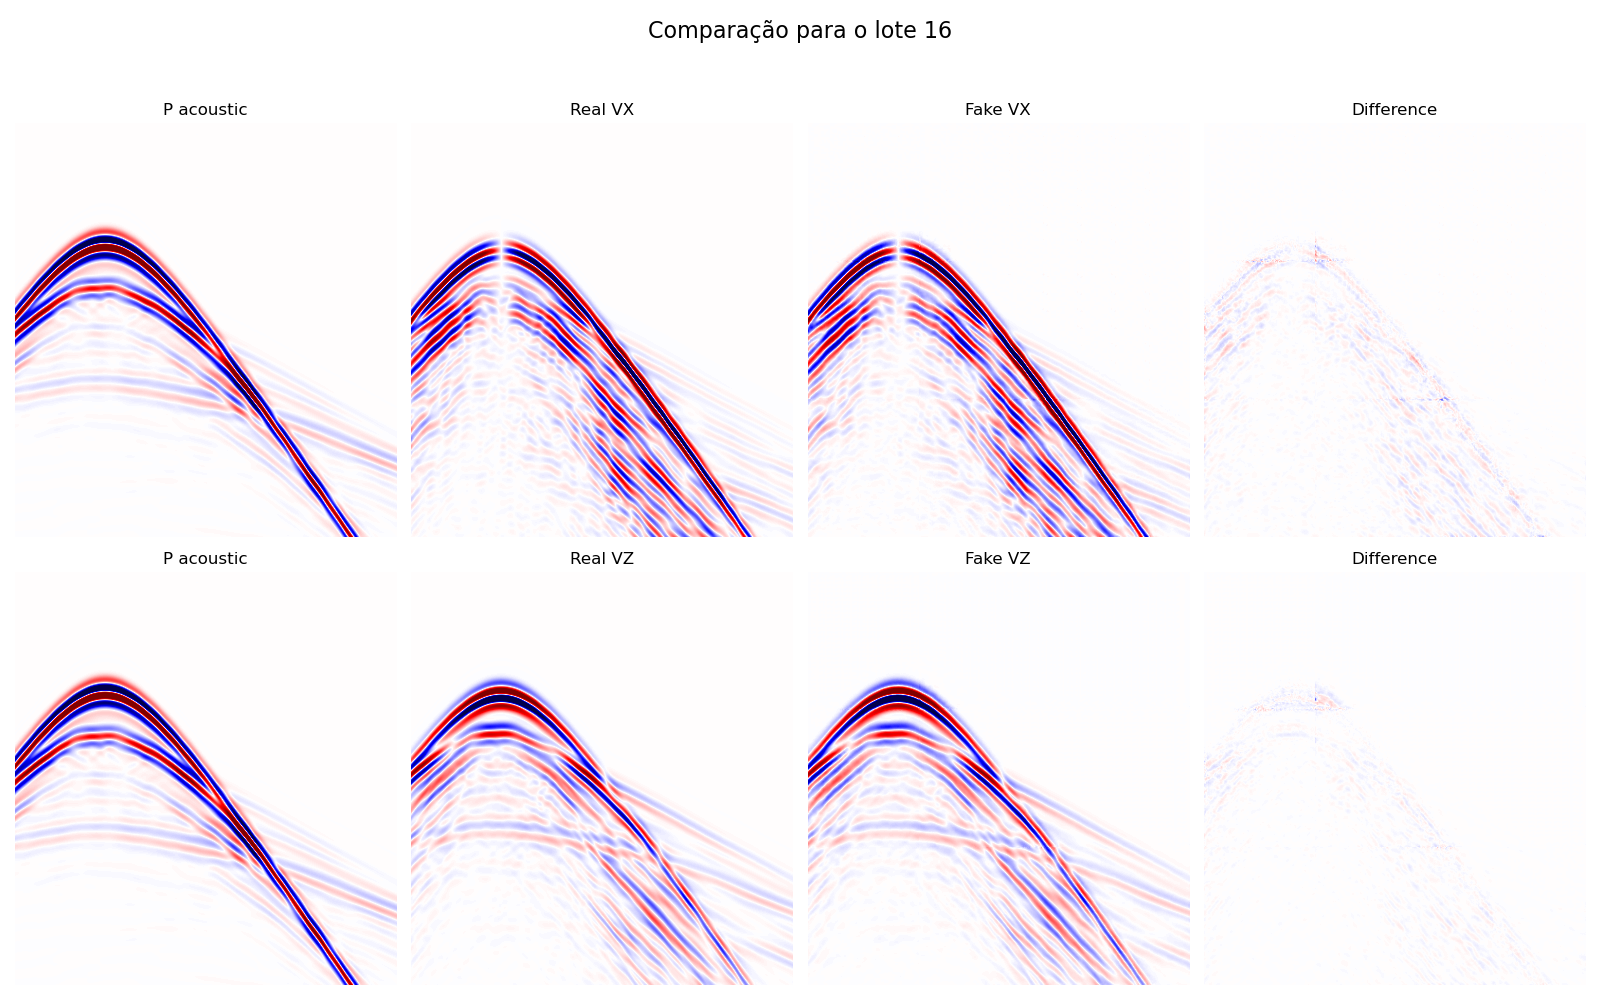 Comparação para o lote 16
P acoustic
Real VX
Fake VX
Difference
P acoustic
Real VZ
Fake VZ
Difference